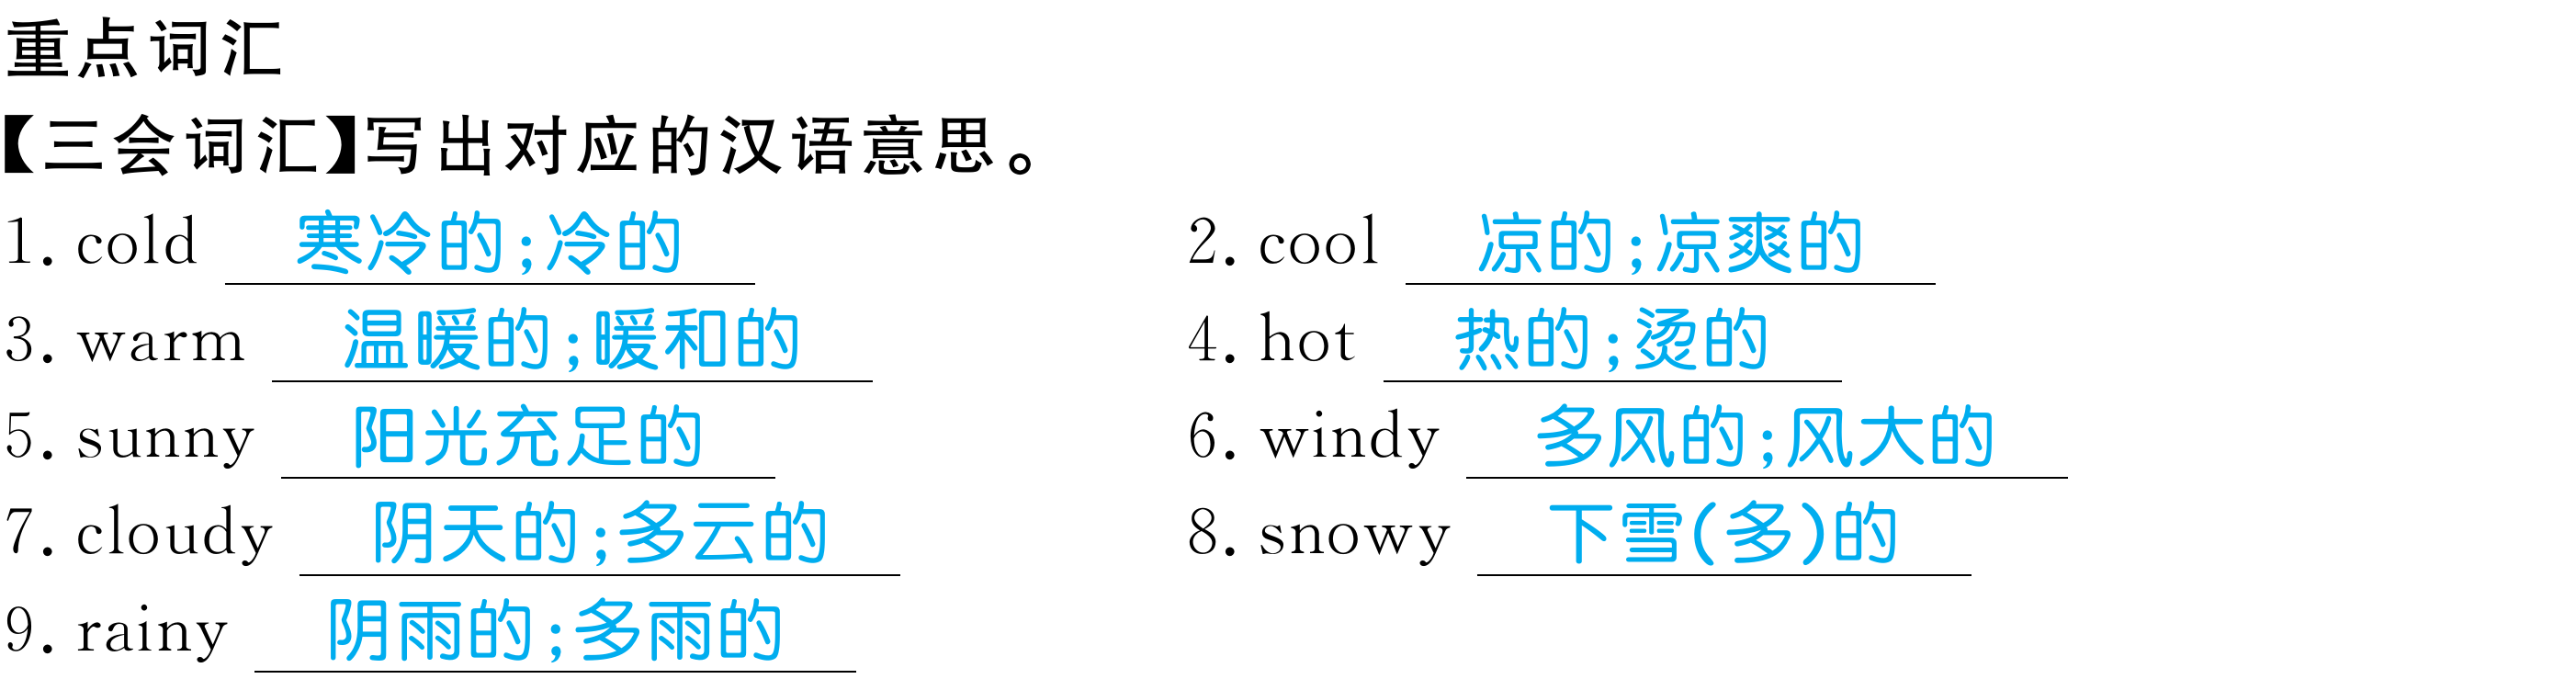 重点词汇
【三会词汇】写出对应的汉语意思。
1. cold 寒冷的;冷的 2. cool 凉的;凉爽的
3. warm 温暖的;暖和的 4. hot 热的;烫的
5. sunny 阳光充足的 6. windy 多风的;风大的
7. cloudy 阴天的;多云的 8. snowy 下雪(多)的
9. rainy 阴雨的;多雨的